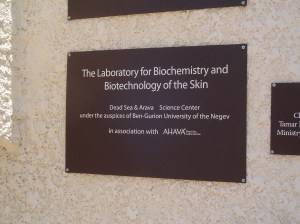 The Laboratory for Biochemistry and
Biotechnology of the Skin
Dead Sea & Arava Science Center
under the auspices of Ben-Gurion University of the Negev
in association with AHAVA
Cl
Tamar
Ministry